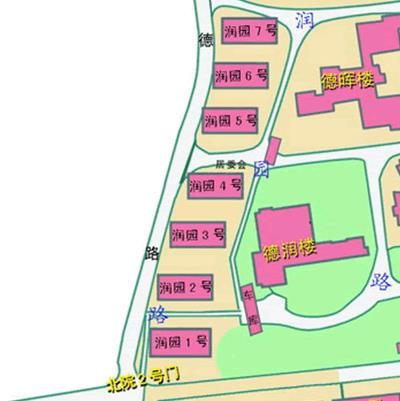 润园7号
润
德
润园6号
德晖楼
润园5号
居委会
园
润园4号
润园3号
德润楼
路
润园2号
路
车库
路
润园1号
北院2号门